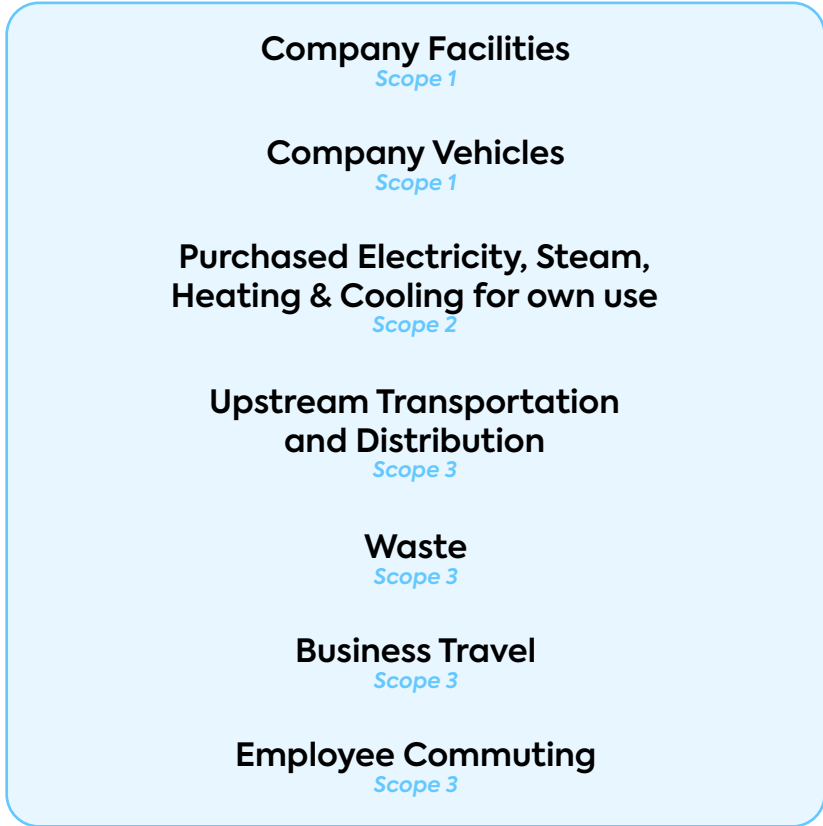 Company Facilities
Scope 1
Company Vehicles
Scope 1
Purchased Electricity, Steam,
Heating & Cooling for own use
Scope 2
Upstream Transportation
and Distribution
Scope 3
Waste
Scope 3
Business Travel
Scope 3
Employee Commuting
Scope 3